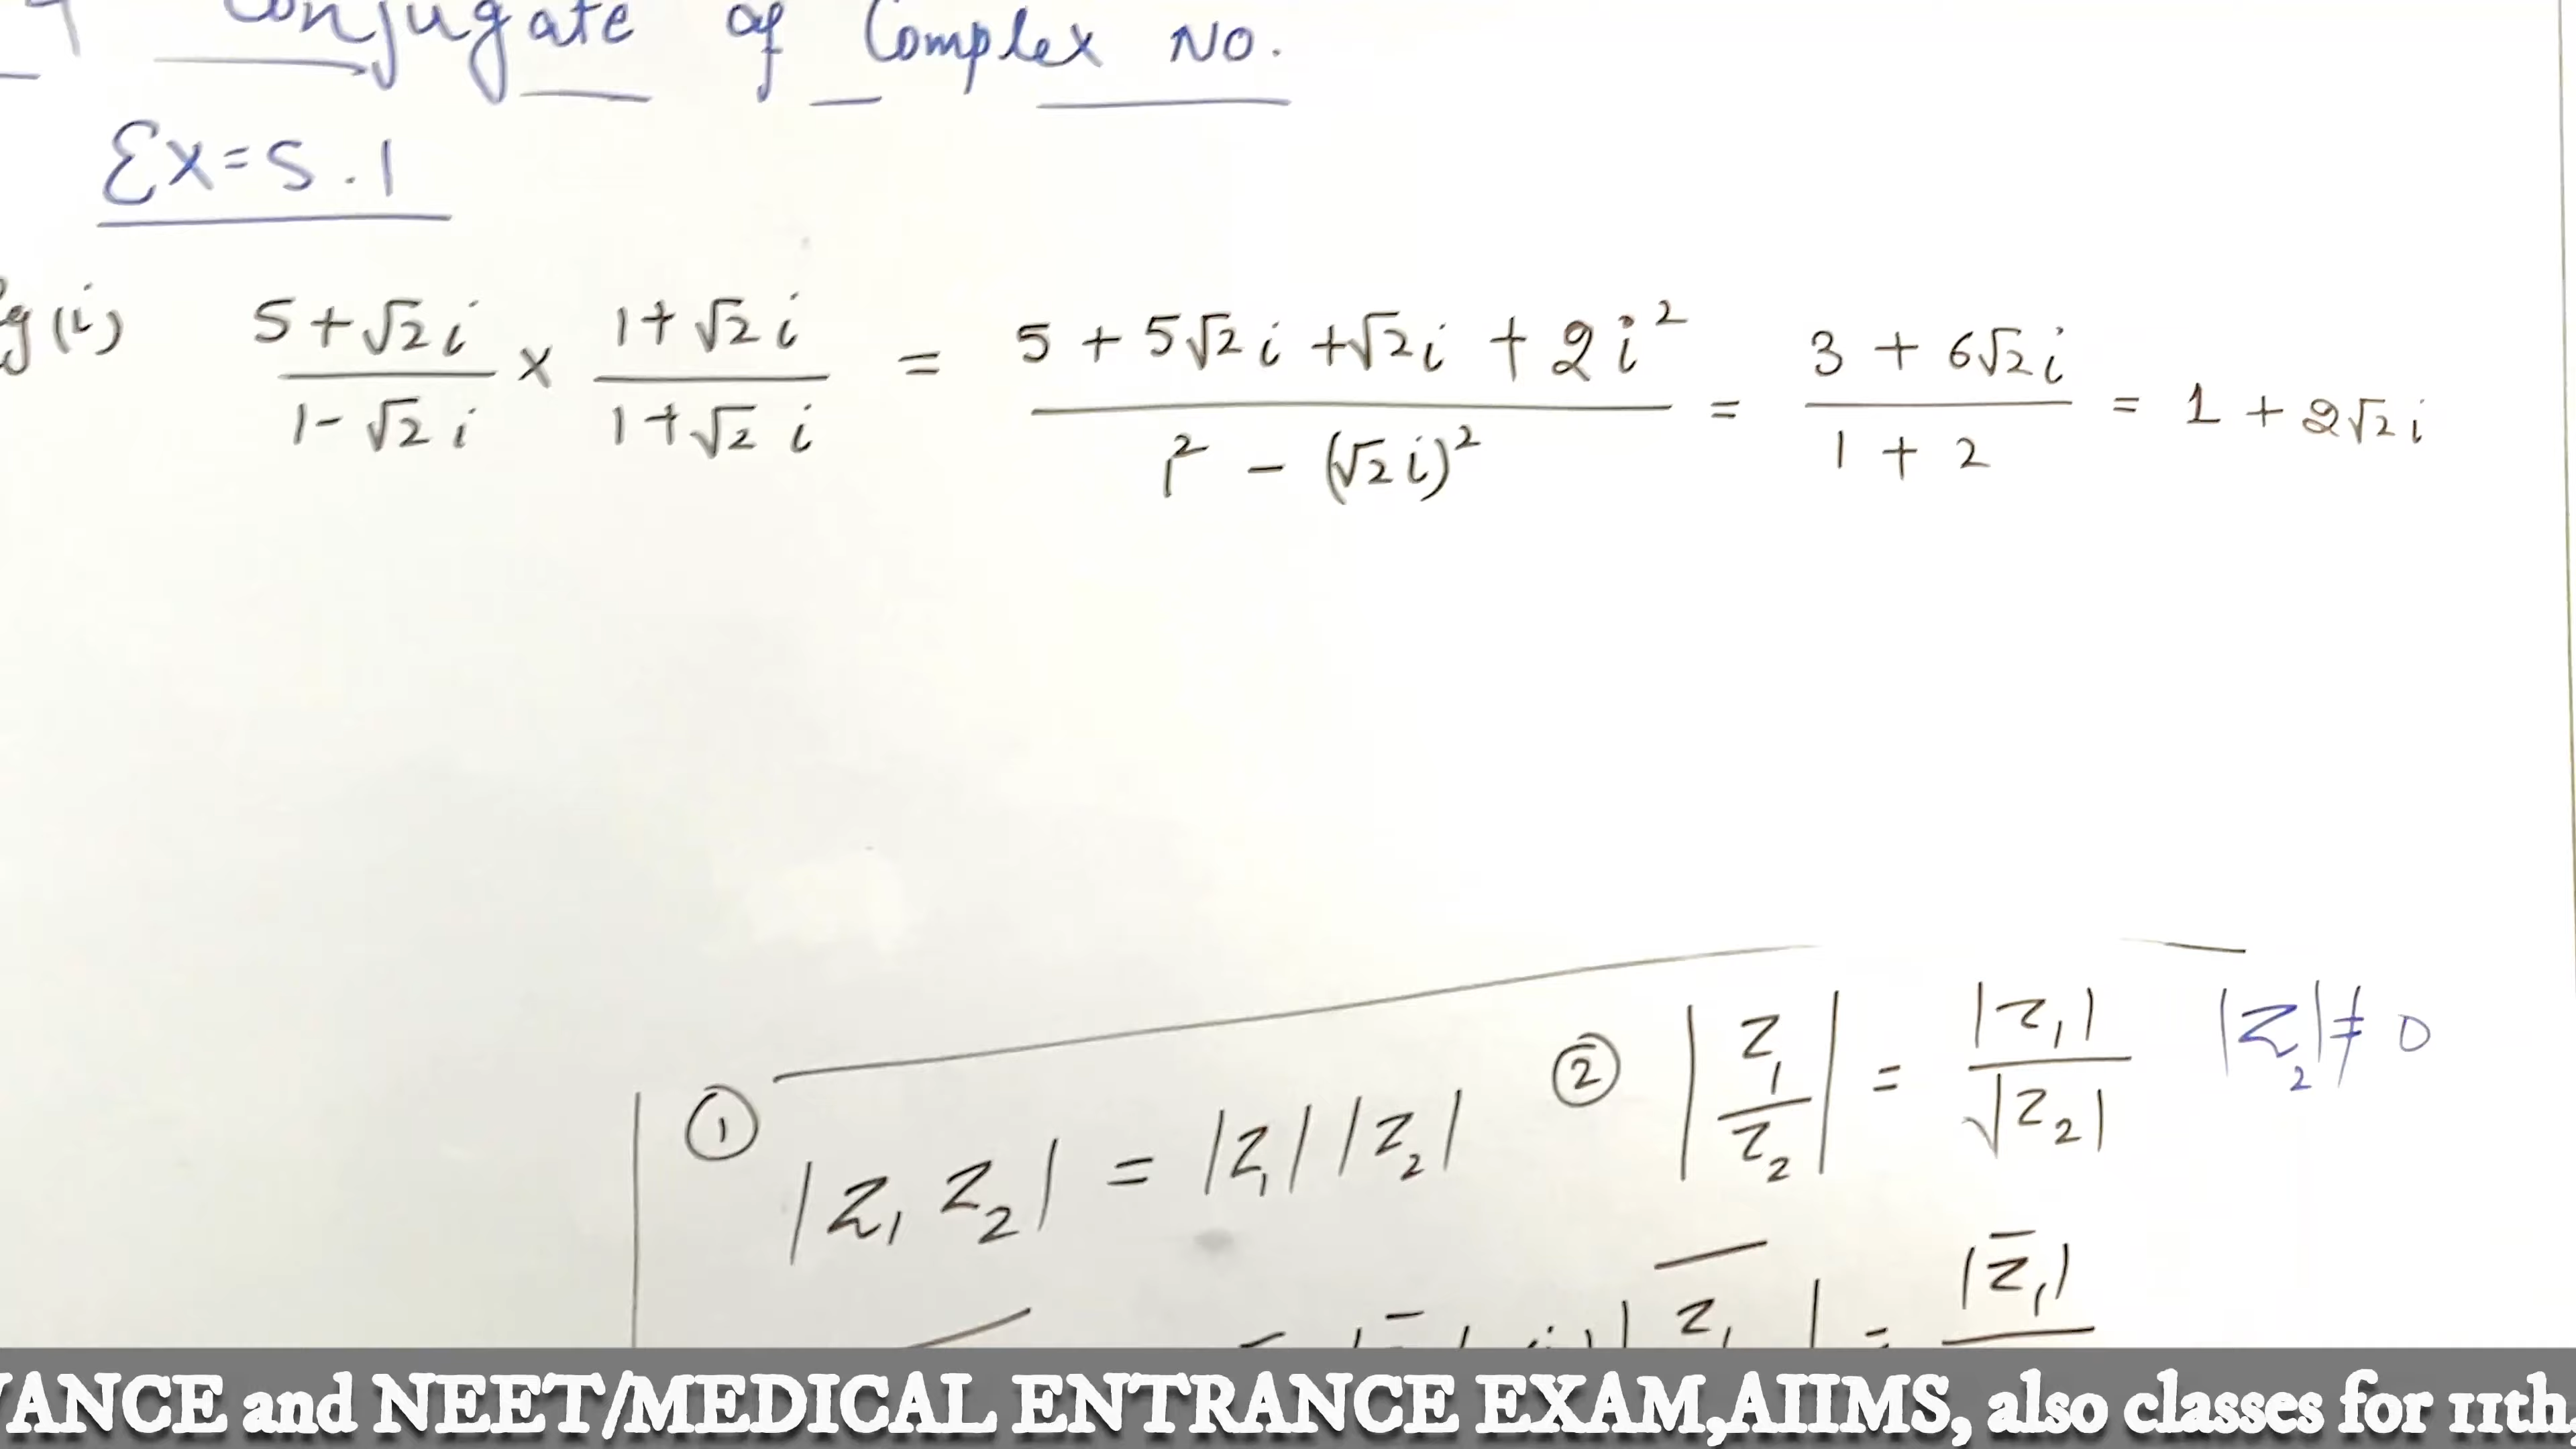 Conjugate of Complex NO.
Ex=5.1
g(i) 5+√2i / 1-√2i × 1+√2i / 1+√2i = 5+5√2i+√2i+2i² / 1²-(√2i)² = 3+6√2i / 1+2 = 1+2√2i
① |z₁z₂| = |z₁||z₂|
② |z₁/z₂| = |z₁| / √z₂| |z₂|≠0
z₁ | = |z̄₁|
VANCE and NEET/MEDICAL ENTRANCE EXAM,AIIMS, also classes for 11th,